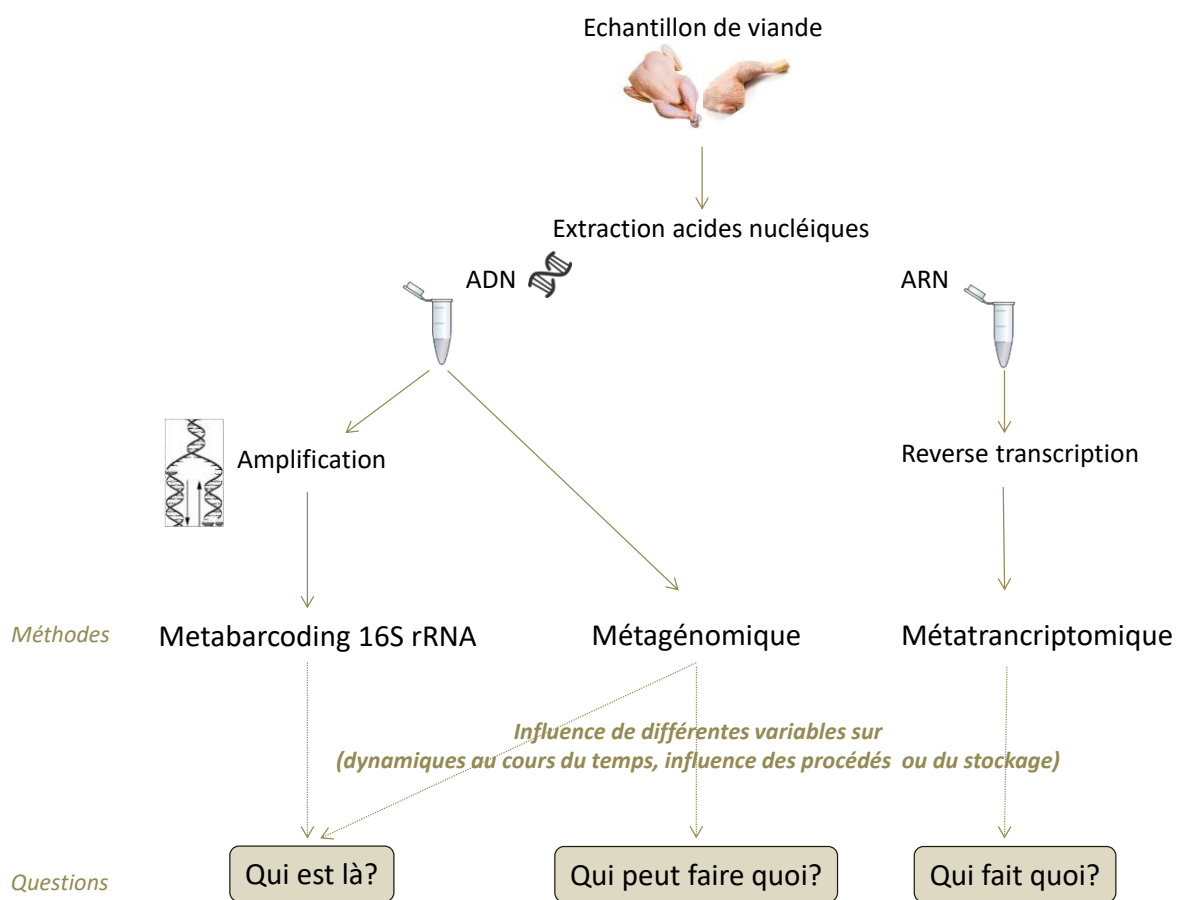 Echantillon de viande
Extraction acides nucléiques
ADN
ARN
Amplification
Reverse transcription
Méthodes
Metabarcoding 16S rRNA
Métagénomique
Métatrancriptomique
Influence de différentes variables sur
(dynamiques au cours du temps, influence des procédés ou du stockage)
Questions
Qui est là?
Qui peut faire quoi?
Qui fait quoi?